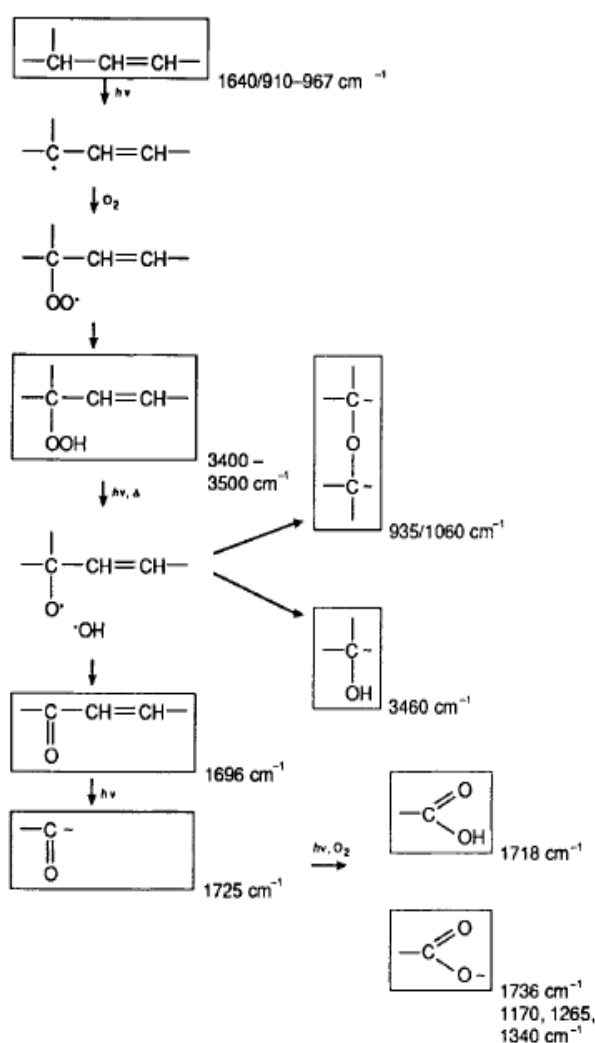 —CH—CH=CH—
1640/910–967 cm⁻¹
hν
—C—CH=CH—
•
O₂
—C—CH=CH—
OO•
—C—CH=CH—
OOH
3400 –
3500 cm⁻¹
hν, Δ
—C~
O
—C~
935/1060 cm⁻¹
—C—CH=CH—
O•
•OH
—C~
OH
3460 cm⁻¹
—C—CH=CH—
O
1696 cm⁻¹
hν
—C~
O
1725 cm⁻¹
hν, O₂
—C
O
OH
1718 cm⁻¹
—C
O
O~
1736 cm⁻¹
1170, 1265,
1340 cm⁻¹